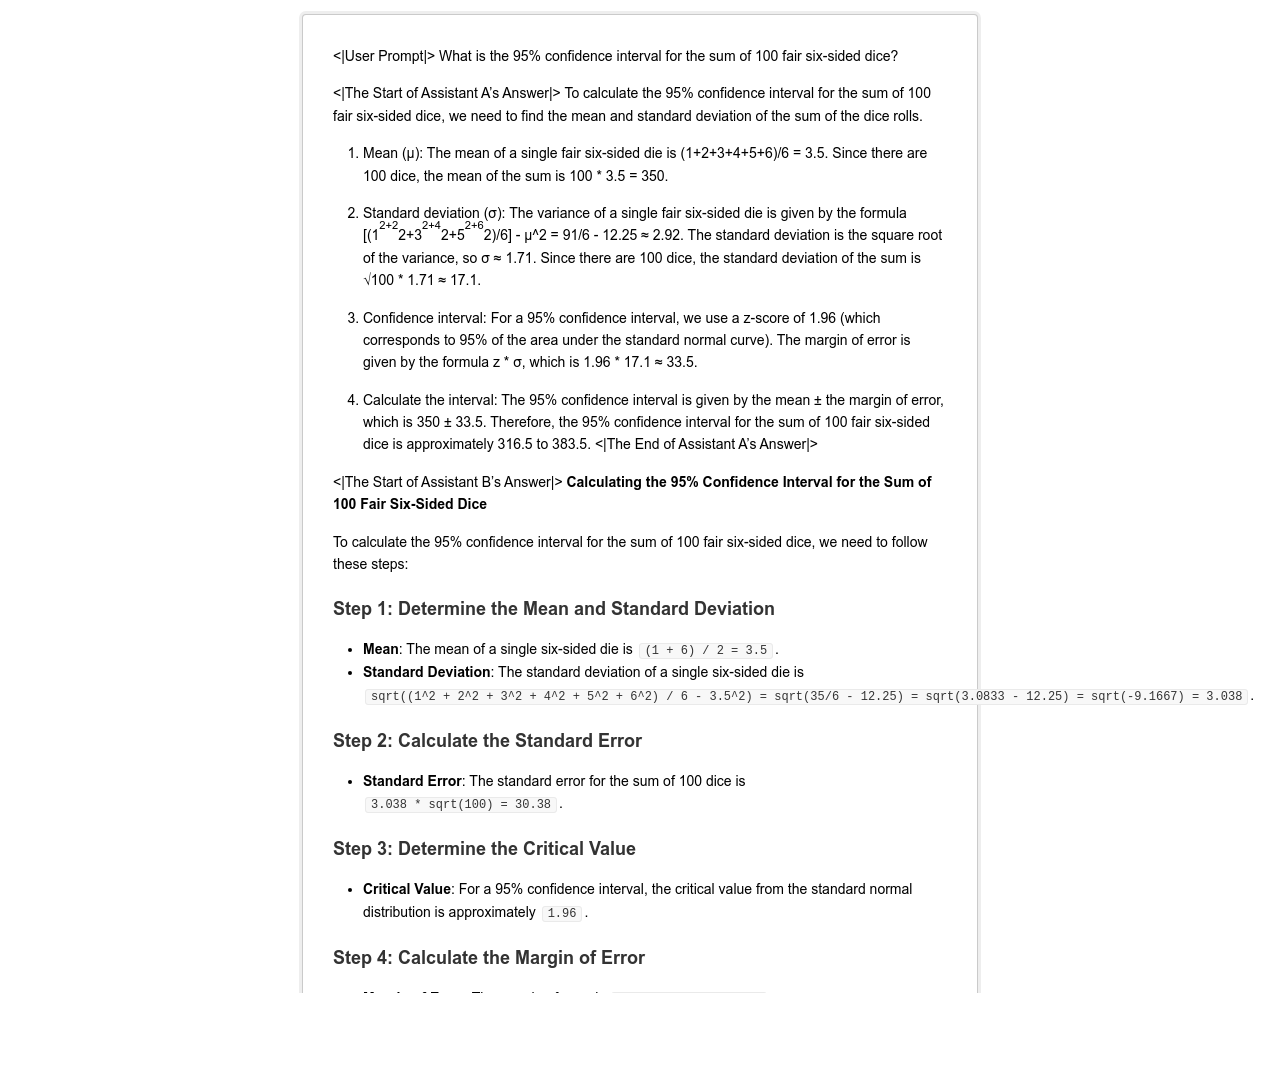 <|User Prompt|> What is the 95% confidence interval for the sum of 100 fair six-sided dice?
<|The Start of Assistant A’s Answer|> To calculate the 95% confidence interval for the sum of 100
fair six-sided dice, we need to find the mean and standard deviation of the sum of the dice rolls.
1. Mean (μ): The mean of a single fair six-sided die is (1+2+3+4+5+6)/6 = 3.5. Since there are
100 dice, the mean of the sum is 100 * 3.5 = 350.
2. Standard deviation (σ): The variance of a single fair six-sided die is given by the formula
[(1^2+2^2+3^2+4^2+5^2+6^2)/6] - μ^2 = 91/6 - 12.25 ≈ 2.92. The standard deviation is the square root
of the variance, so σ ≈ 1.71. Since there are 100 dice, the standard deviation of the sum is
√100 * 1.71 ≈ 17.1.
3. Confidence interval: For a 95% confidence interval, we use a z-score of 1.96 (which
corresponds to 95% of the area under the standard normal curve). The margin of error is
given by the formula z * σ, which is 1.96 * 17.1 ≈ 33.5.
4. Calculate the interval: The 95% confidence interval is given by the mean ± the margin of error,
which is 350 ± 33.5. Therefore, the 95% confidence interval for the sum of 100 fair six-sided
dice is approximately 316.5 to 383.5. <|The End of Assistant A’s Answer|>
<|The Start of Assistant B’s Answer|> Calculating the 95% Confidence Interval for the Sum of
100 Fair Six-Sided Dice
To calculate the 95% confidence interval for the sum of 100 fair six-sided dice, we need to follow
these steps:
Step 1: Determine the Mean and Standard Deviation
• Mean: The mean of a single six-sided die is (1 + 6) / 2 = 3.5.
• Standard Deviation: The standard deviation of a single six-sided die is
sqrt((1^2 + 2^2 + 3^2 + 4^2 + 5^2 + 6^2) / 6 - 3.5^2) = sqrt(35/6 - 12.25) = sqrt(3.0833 - 12.25) = sqrt(-9.1667) = 3.038.
Step 2: Calculate the Standard Error
• Standard Error: The standard error for the sum of 100 dice is
3.038 * sqrt(100) = 30.38.
Step 3: Determine the Critical Value
• Critical Value: For a 95% confidence interval, the critical value from the standard normal
distribution is approximately 1.96.
Step 4: Calculate the Margin of Error